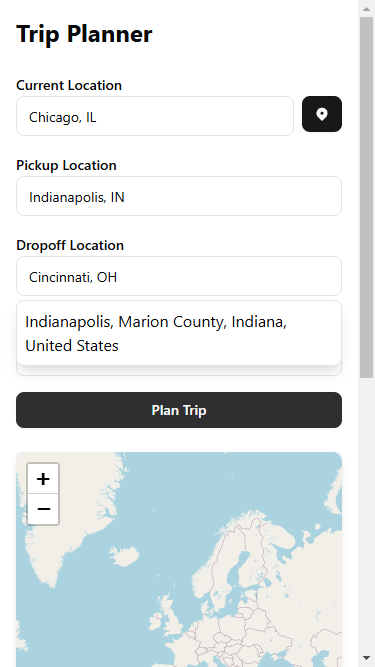 Trip Planner
Current Location
Chicago, IL
Pickup Location
Indianapolis, IN
Dropoff Location
Cincinnati, OH
Indianapolis, Marion County, Indiana,
United States
Plan Trip
+
−